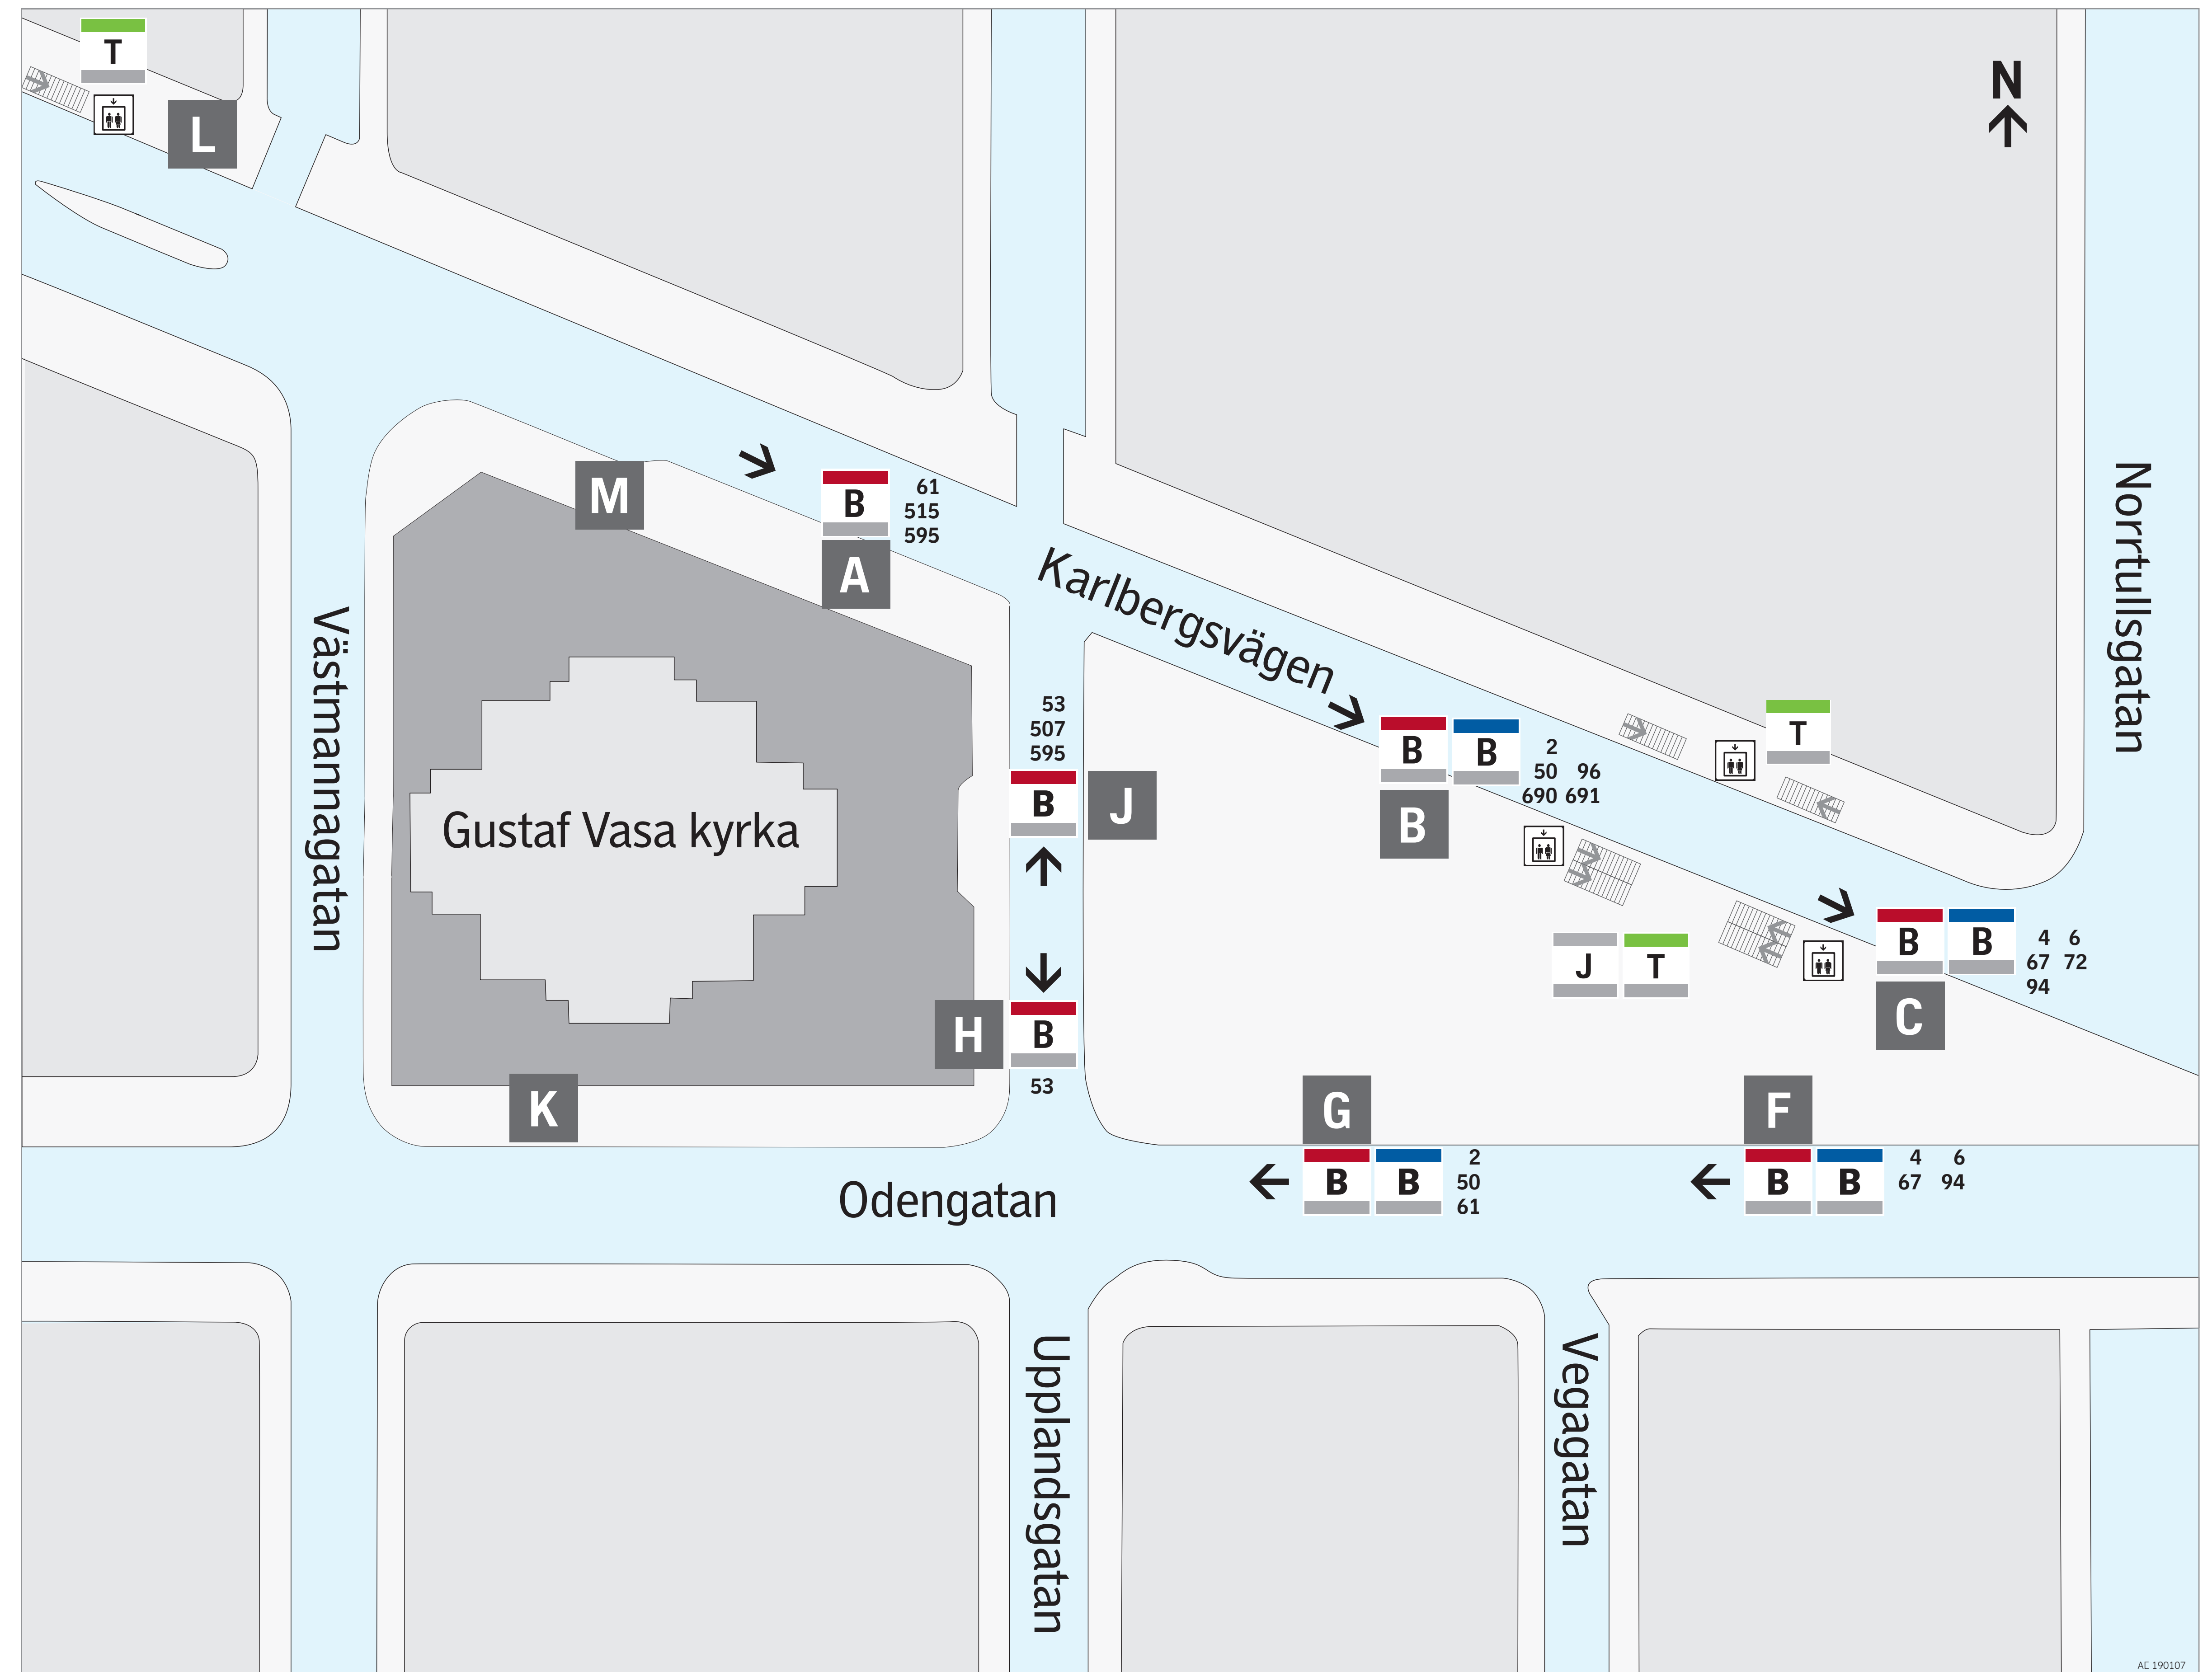 T
L
N
M
B
61
515
595
A
Karlbergsvägen
Norrtullsgatan
Västmannagatan
53
507
595
B
J
B B
2
50 96
690 691
B
T
Gustaf Vasa kyrka
J T
B B
4 6
67 72
94
C
H
B
53
K
G
B B
2
50
61
F
B B
4 6
67 94
Odengatan
Upplandsgatan
Vegagatan
AE 190107